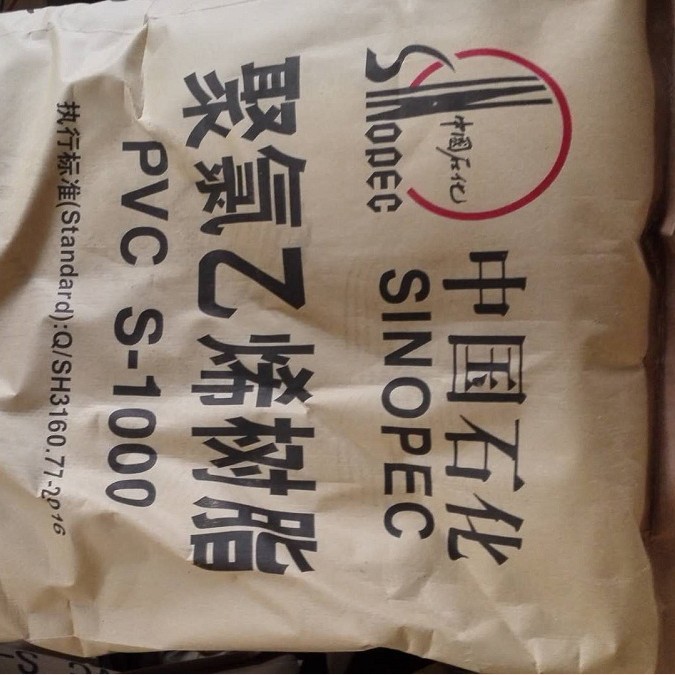 SINOPEC
中国石化
中国石化
SINOPEC
聚氯乙烯树脂
PVC S-1000
执行标准(Standard):Q/SH3160.77-2016